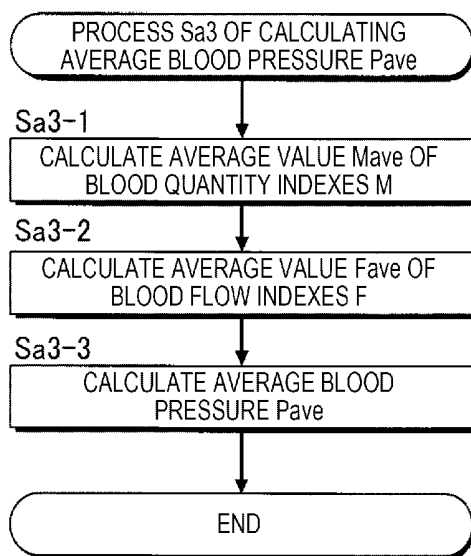 PROCESS Sa3 OF CALCULATING
AVERAGE BLOOD PRESSURE Pave
Sa3-1
CALCULATE AVERAGE VALUE Mave OF
BLOOD QUANTITY INDEXES M
Sa3-2
CALCULATE AVERAGE VALUE Fave OF
BLOOD FLOW INDEXES F
Sa3-3
CALCULATE AVERAGE BLOOD
PRESSURE Pave
END